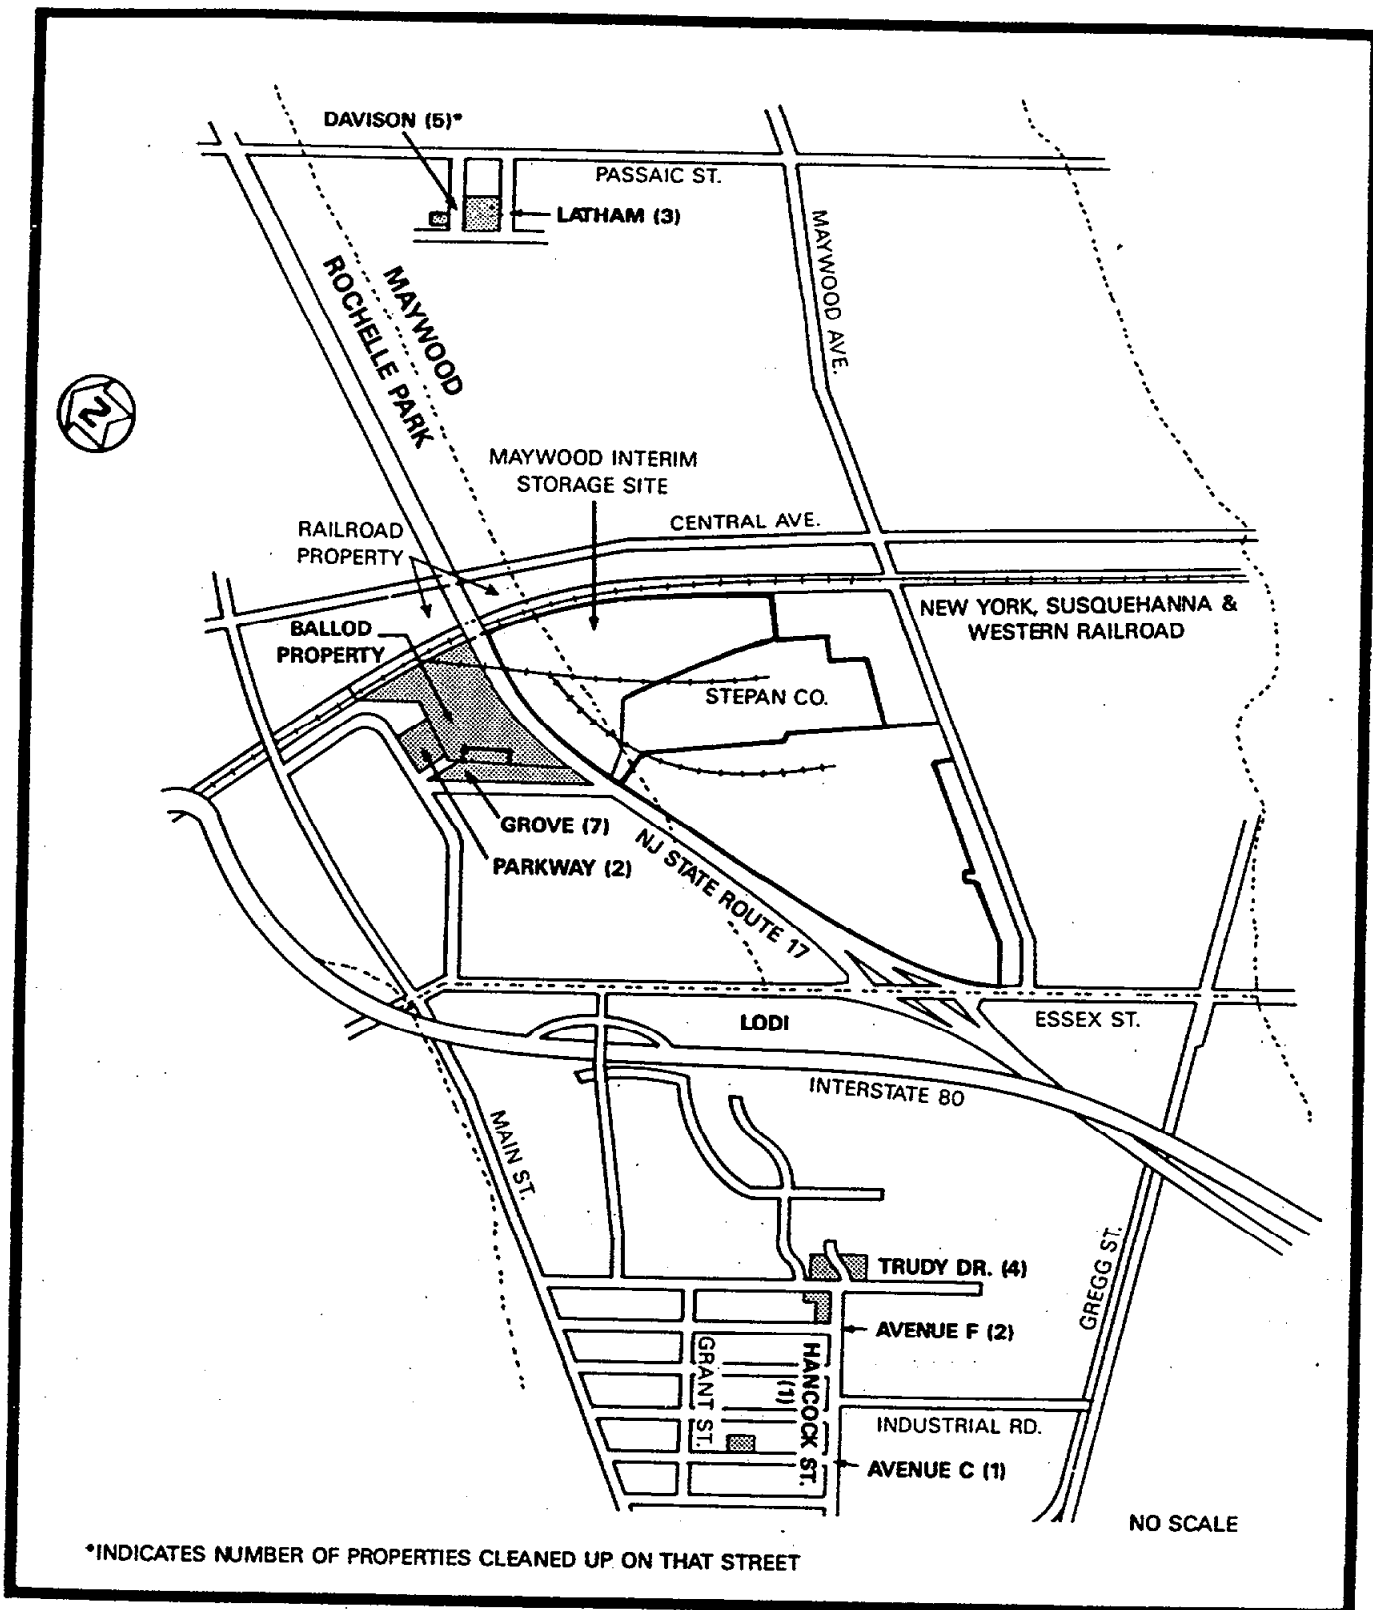 DAVISON (5)*
PASSAIC ST.
LATHAM (3)
MAYWOOD AVE.
MAYWOOD
ROCHELLE PARK
N
MAYWOOD INTERIM
STORAGE SITE
CENTRAL AVE.
RAILROAD
PROPERTY
NEW YORK, SUSQUEHANNA &
WESTERN RAILROAD
BALLOD
PROPERTY
STEPAN CO.
GROVE (7)
PARKWAY (2)
NJ STATE ROUTE 17
LODI
ESSEX ST.
INTERSTATE 80
MAIN ST.
TRUDY DR. (4)
GREGG ST.
AVENUE F (2)
GRANT ST.
HANCOCK ST.
(1)
INDUSTRIAL RD.
AVENUE C (1)
NO SCALE
*INDICATES NUMBER OF PROPERTIES CLEANED UP ON THAT STREET